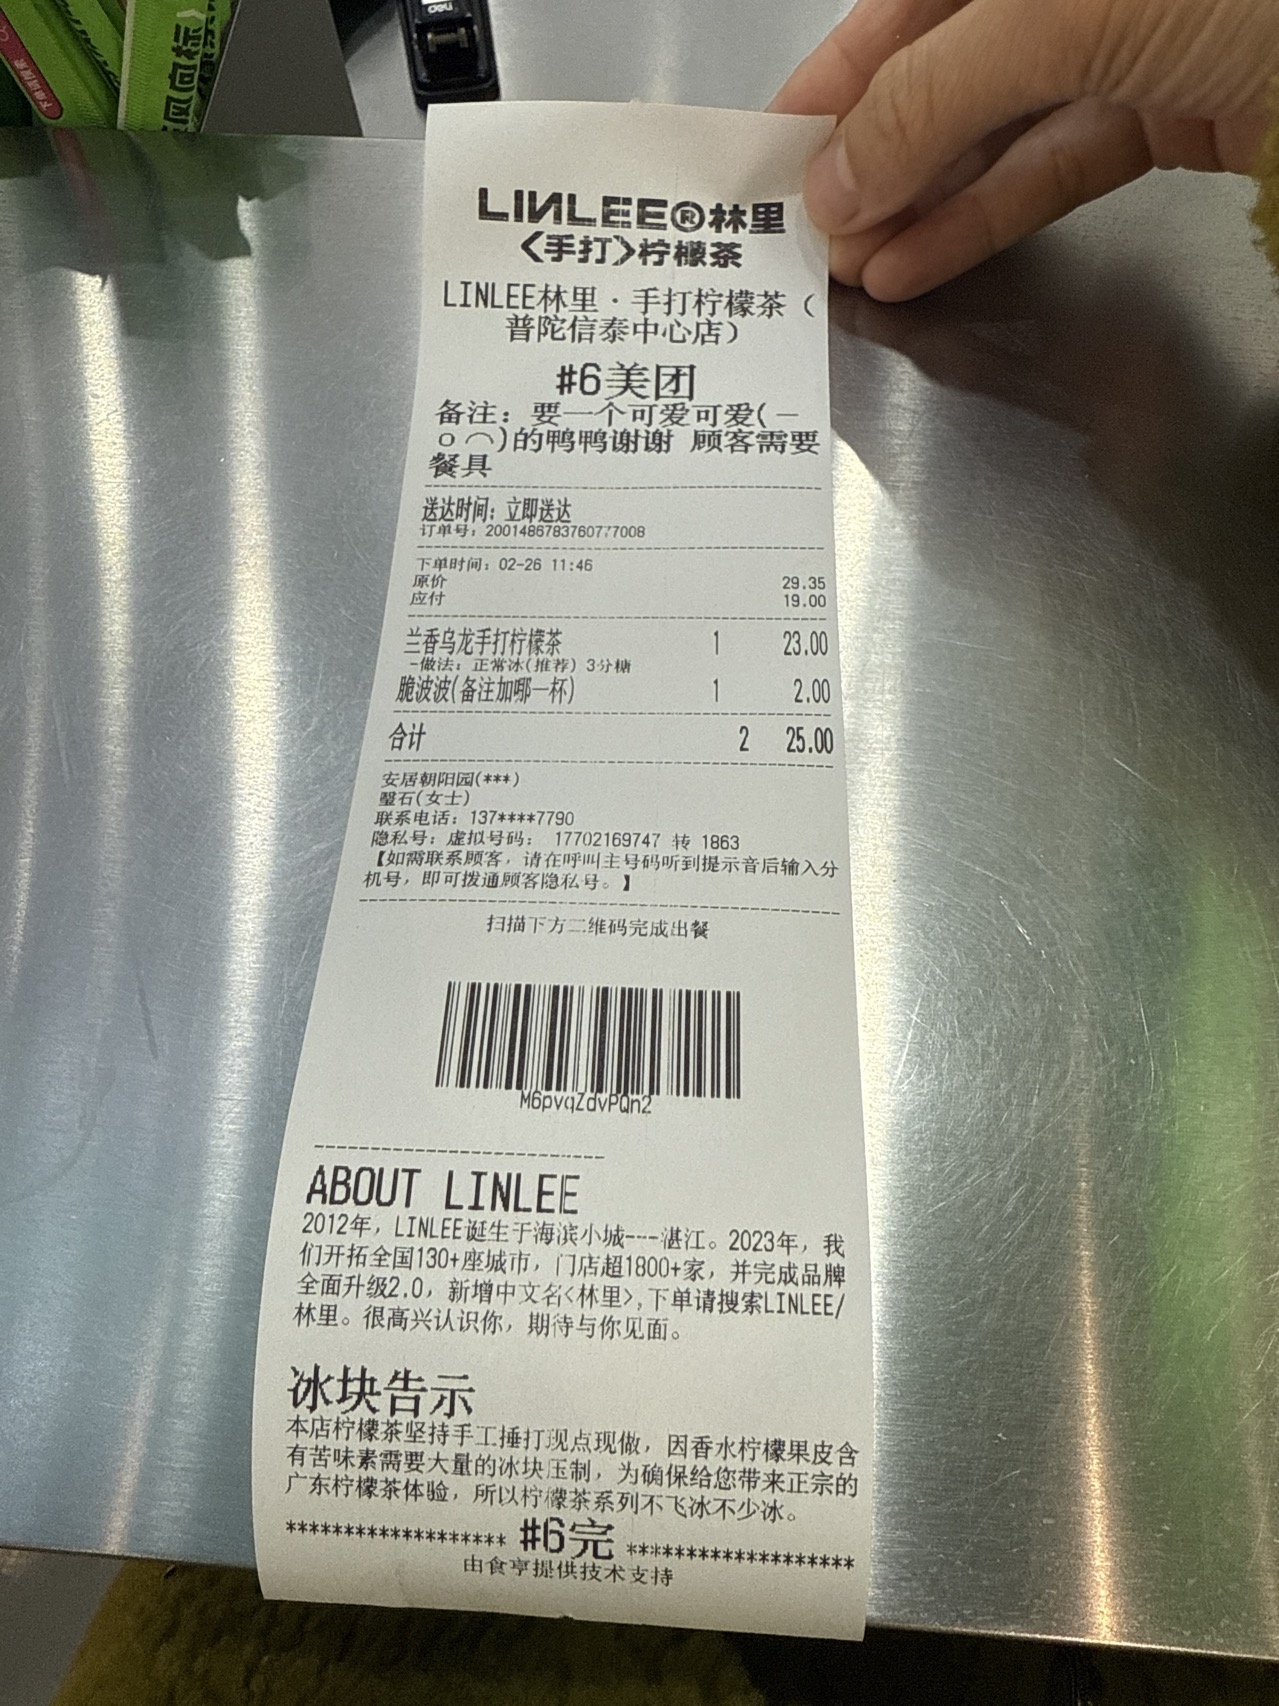 neo
LINLEE®林里
<手打>柠檬茶
LINLEE林里·手打柠檬茶（
普陀信泰中心店）
#6美团
备注：要一个可爱可爱(－
o⌒)的鸭鸭谢谢 顾客需要
餐具
送达时间：立即送达
订单号：2001486783760777008
下单时间：02-26 11:46
原价 29.35
应付 19.00
兰香乌龙手打柠檬茶 1 23.00
-做法：正常冰(推荐) 3分糖
脆波波(备注加哪一杯) 1 2.00
合计 2 25.00
安居朝阳园(***)
石(女士)
联系电话：137****7790
隐私号：虚拟号码： 17702169747 转 1863
【如需联系顾客，请在呼叫主号码听到提示音后输入分
机号，即可拨通顾客隐私号。】
扫描下方二维码完成出餐
M6pvqZdvPQn2
ABOUT LINLEE
2012年，LINLEE诞生于海滨小城---湛江。2023年，我
们开拓全国130+座城市，门店超1800+家，并完成品牌
全面升级2.0，新增中文名<林里>,下单请搜索LINLEE/
林里。很高兴认识你，期待与你见面。
冰块告示
本店柠檬茶坚持手工捶打现点现做，因香水柠檬果皮含
有苦味素需要大量的冰块压制，为确保给您带来正宗的
广东柠檬茶体验，所以柠檬茶系列不飞冰不少冰。
******************* #6完 *******************
由食亨提供技术支持